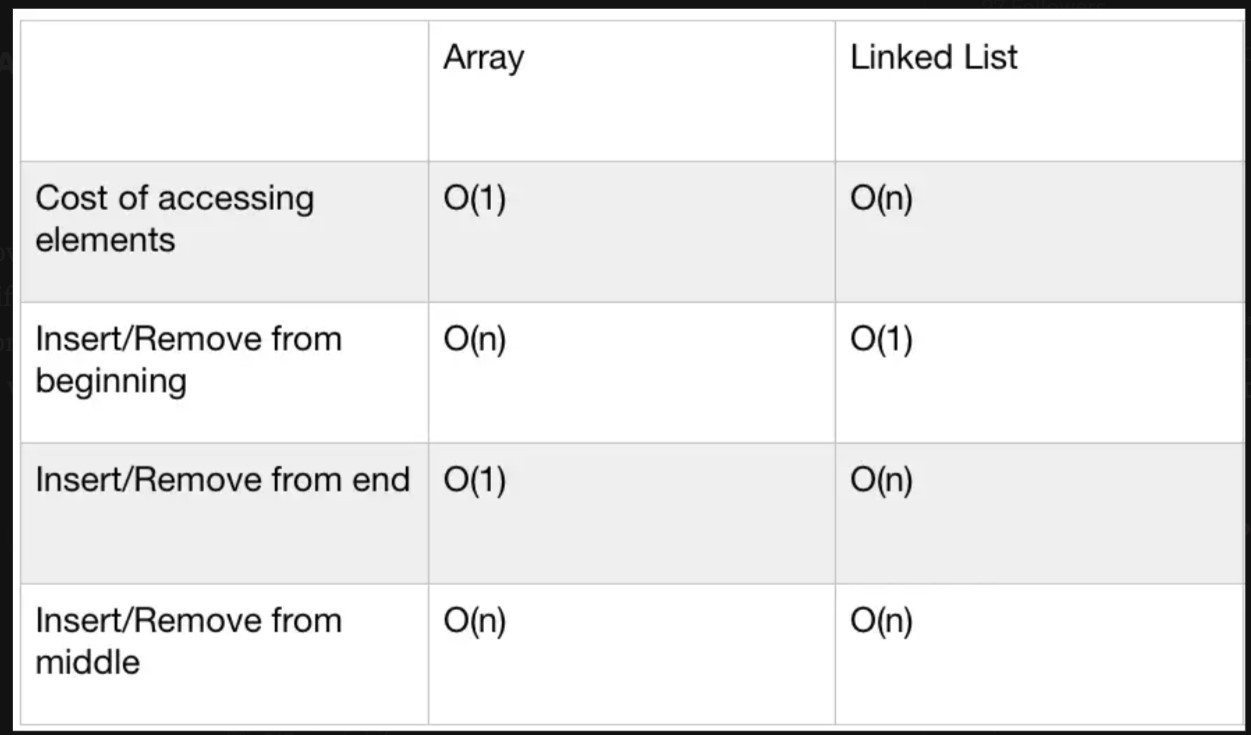 Array
Linked List
Cost of accessing
elements
O(1)
O(n)
Insert/Remove from
beginning
O(n)
O(1)
Insert/Remove from end
O(1)
O(n)
Insert/Remove from
middle
O(n)
O(n)